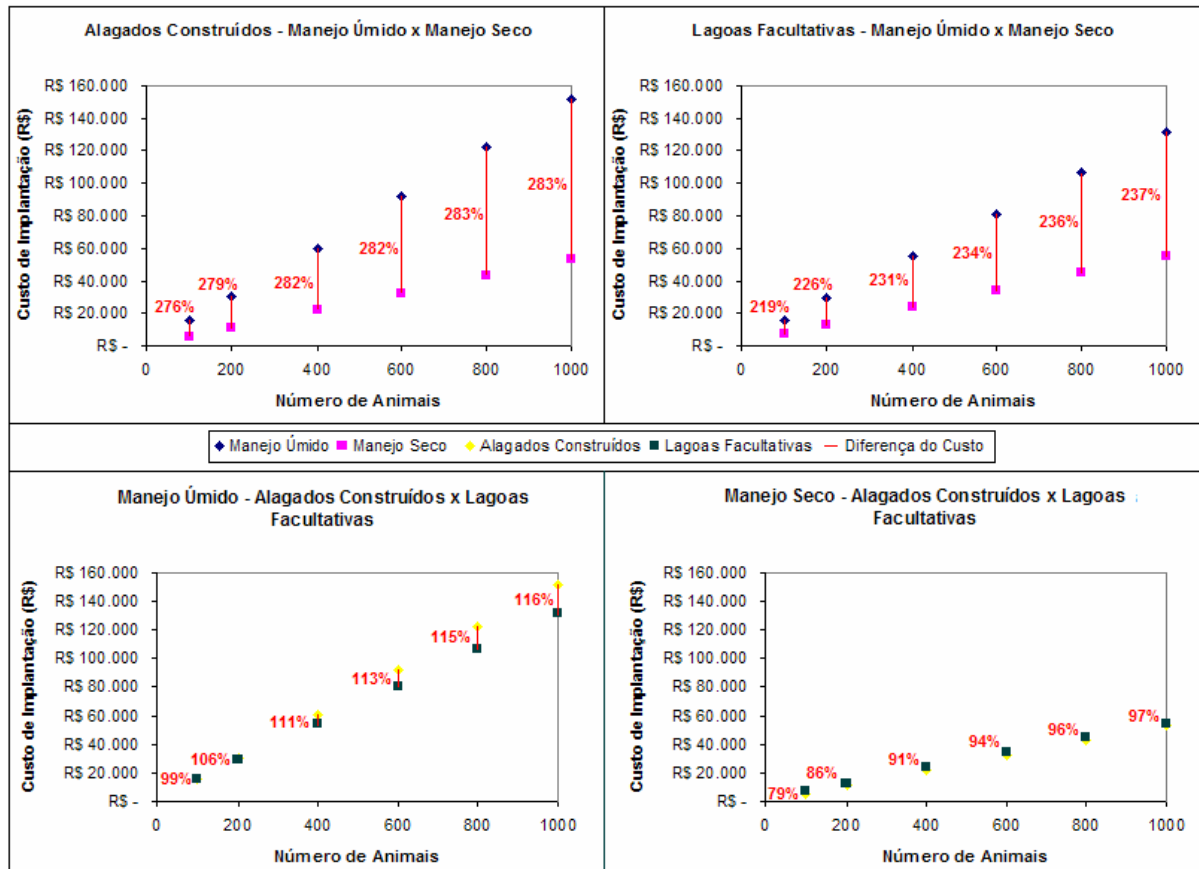 Alagados Construídos - Manejo Úmido x Manejo Seco
Custo de Implantação (R$)
R$ 160.000
R$ 140.000
R$ 120.000
R$ 100.000
R$ 80.000
R$ 60.000
R$ 40.000
R$ 20.000
R$ -
276%
279%
282%
282%
283%
283%
0
200
400
600
800
1000
Número de Animais
Lagoas Facultativas - Manejo Úmido x Manejo Seco
Custo de Implantação (R$)
R$ 160.000
R$ 140.000
R$ 120.000
R$ 100.000
R$ 80.000
R$ 60.000
R$ 40.000
R$ 20.000
R$ -
219%
226%
231%
234%
236%
237%
0
200
400
600
800
1000
Número de Animais
Manejo Úmido
Manejo Seco
Alagados Construídos
Lagoas Facultativas
Diferença do Custo
Manejo Úmido - Alagados Construídos x Lagoas
Facultativas
Custo de Implantação (R$)
R$ 160.000
R$ 140.000
R$ 120.000
R$ 100.000
R$ 80.000
R$ 60.000
R$ 40.000
R$ 20.000
R$ -
99%
106%
111%
113%
115%
116%
0
200
400
600
800
1000
Número de Animais
Manejo Seco - Alagados Construídos x Lagoas
Facultativas
Custo de Implantação (R$)
R$ 160.000
R$ 140.000
R$ 120.000
R$ 100.000
R$ 80.000
R$ 60.000
R$ 40.000
R$ 20.000
R$ -
79%
86%
91%
94%
96%
97%
0
200
400
600
800
1000
Número de Animais